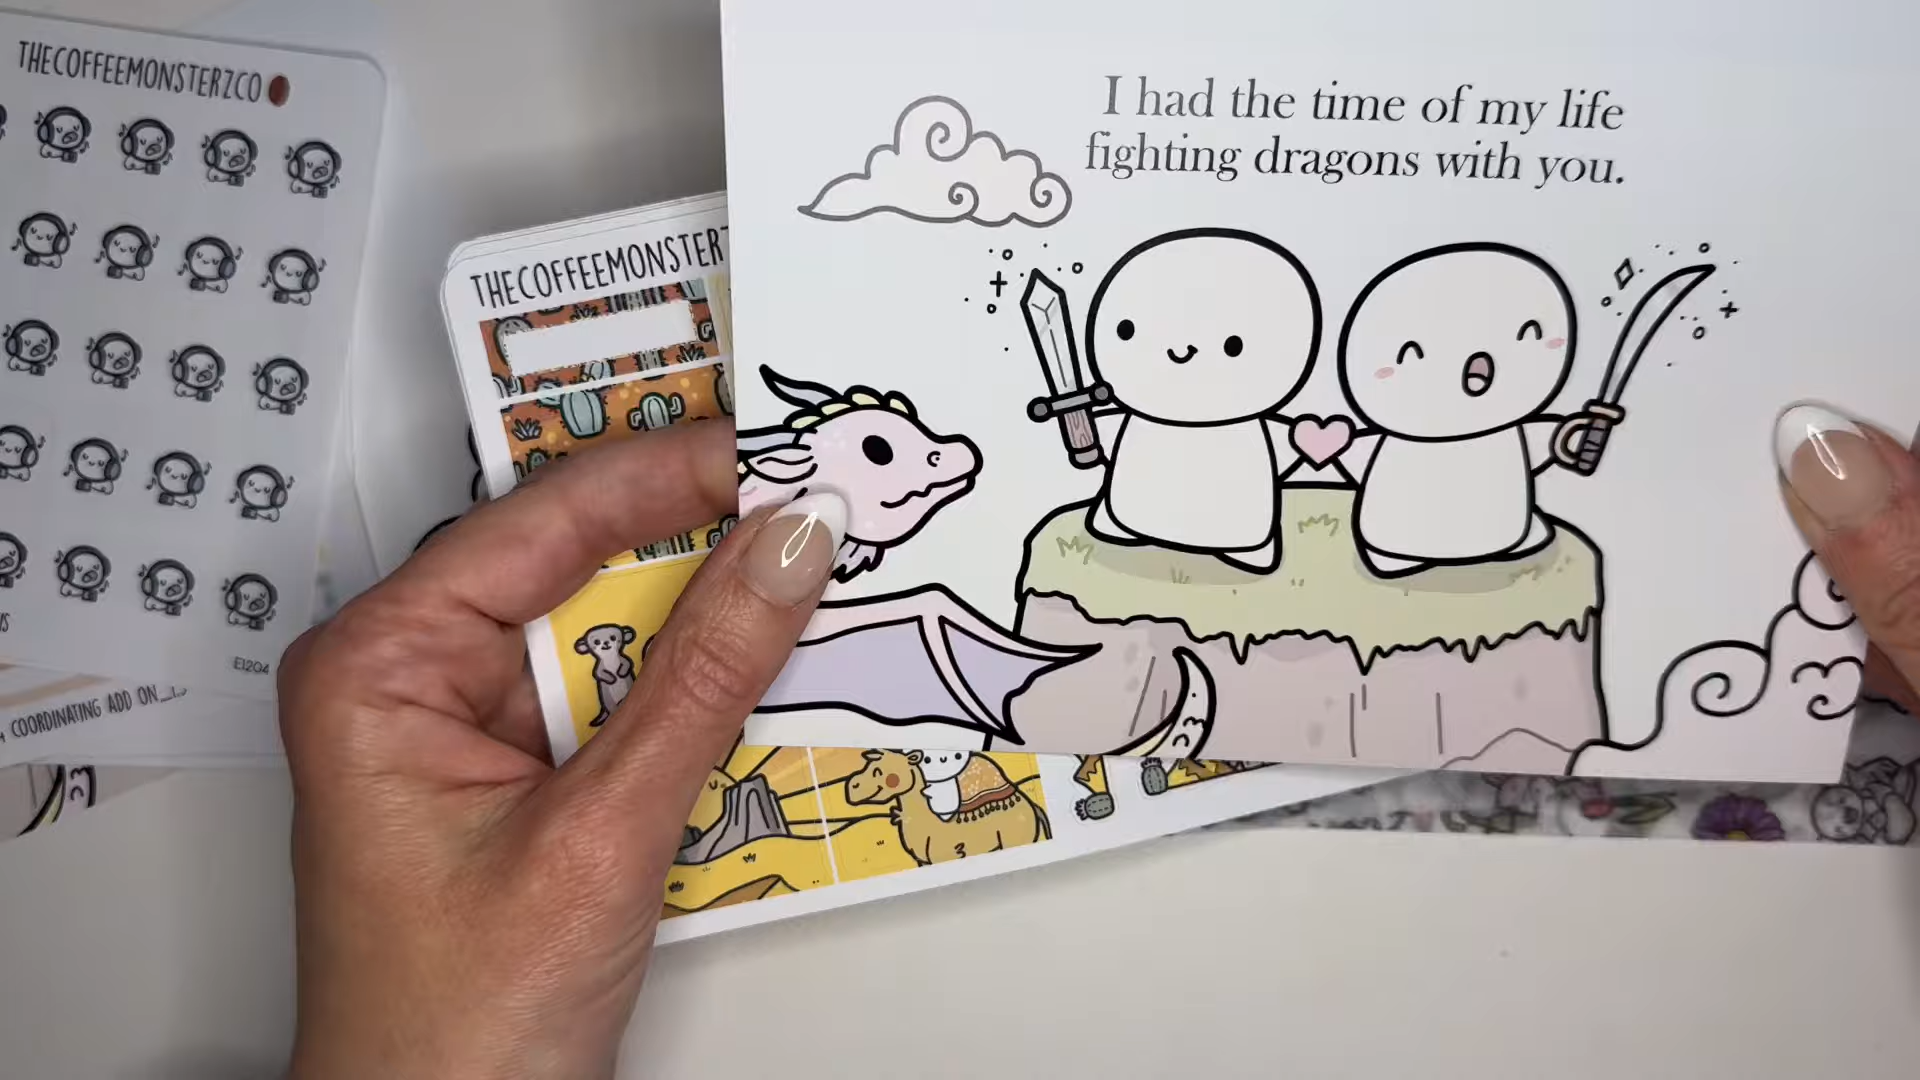 THECOFFEEMONSTERZCO
E1204
COORDINATING ADD ON
THECOFFEEMONSTERZ
I had the time of my life
fighting dragons with you.